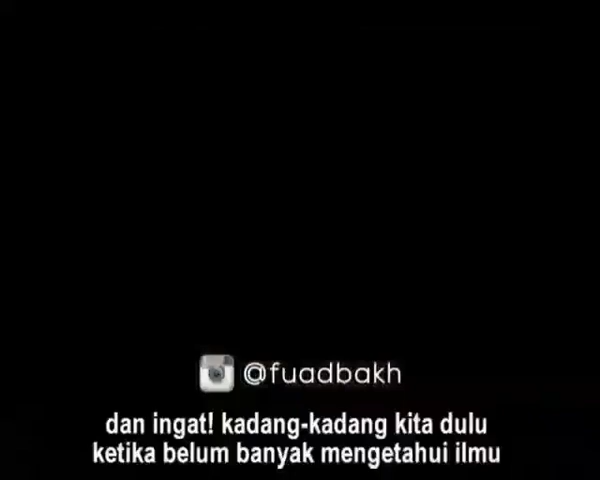 @fuadbakh
dan ingat! kadang-kadang kita dulu
ketika belum banyak mengetahui ilmu